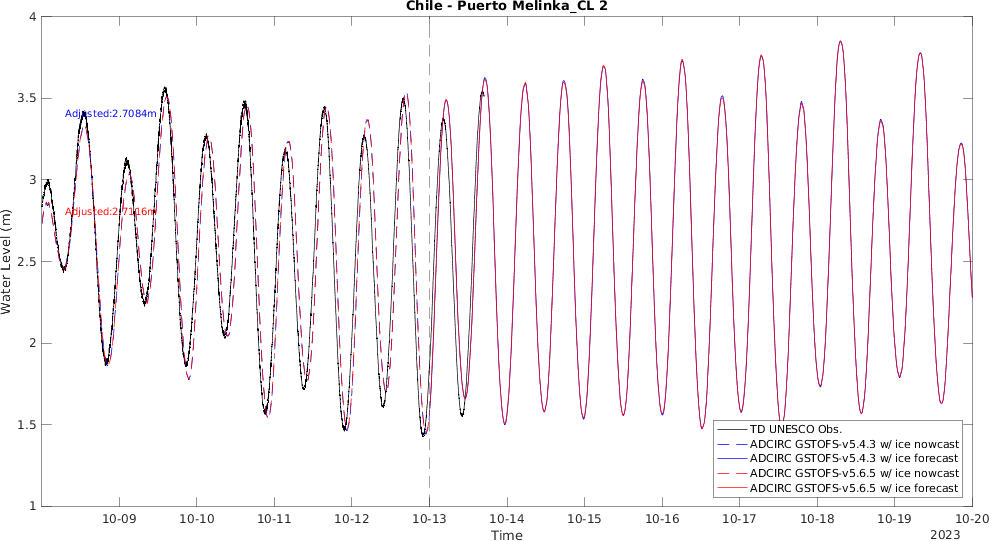 Chile - Puerto Melinka_CL 2
4
3.5
3
2.5
2
1.5
1
Water Level (m)
Adjusted:2.7084m
Adjusted:2.7116m
TD UNESCO Obs.
ADCIRC GSTOFS-v5.4.3 w/ ice nowcast
ADCIRC GSTOFS-v5.4.3 w/ ice forecast
ADCIRC GSTOFS-v5.6.5 w/ ice nowcast
ADCIRC GSTOFS-v5.6.5 w/ ice forecast
10-09 10-10 10-11 10-12 10-13 10-14 10-15 10-16 10-17 10-18 10-19 10-20
Time
2023